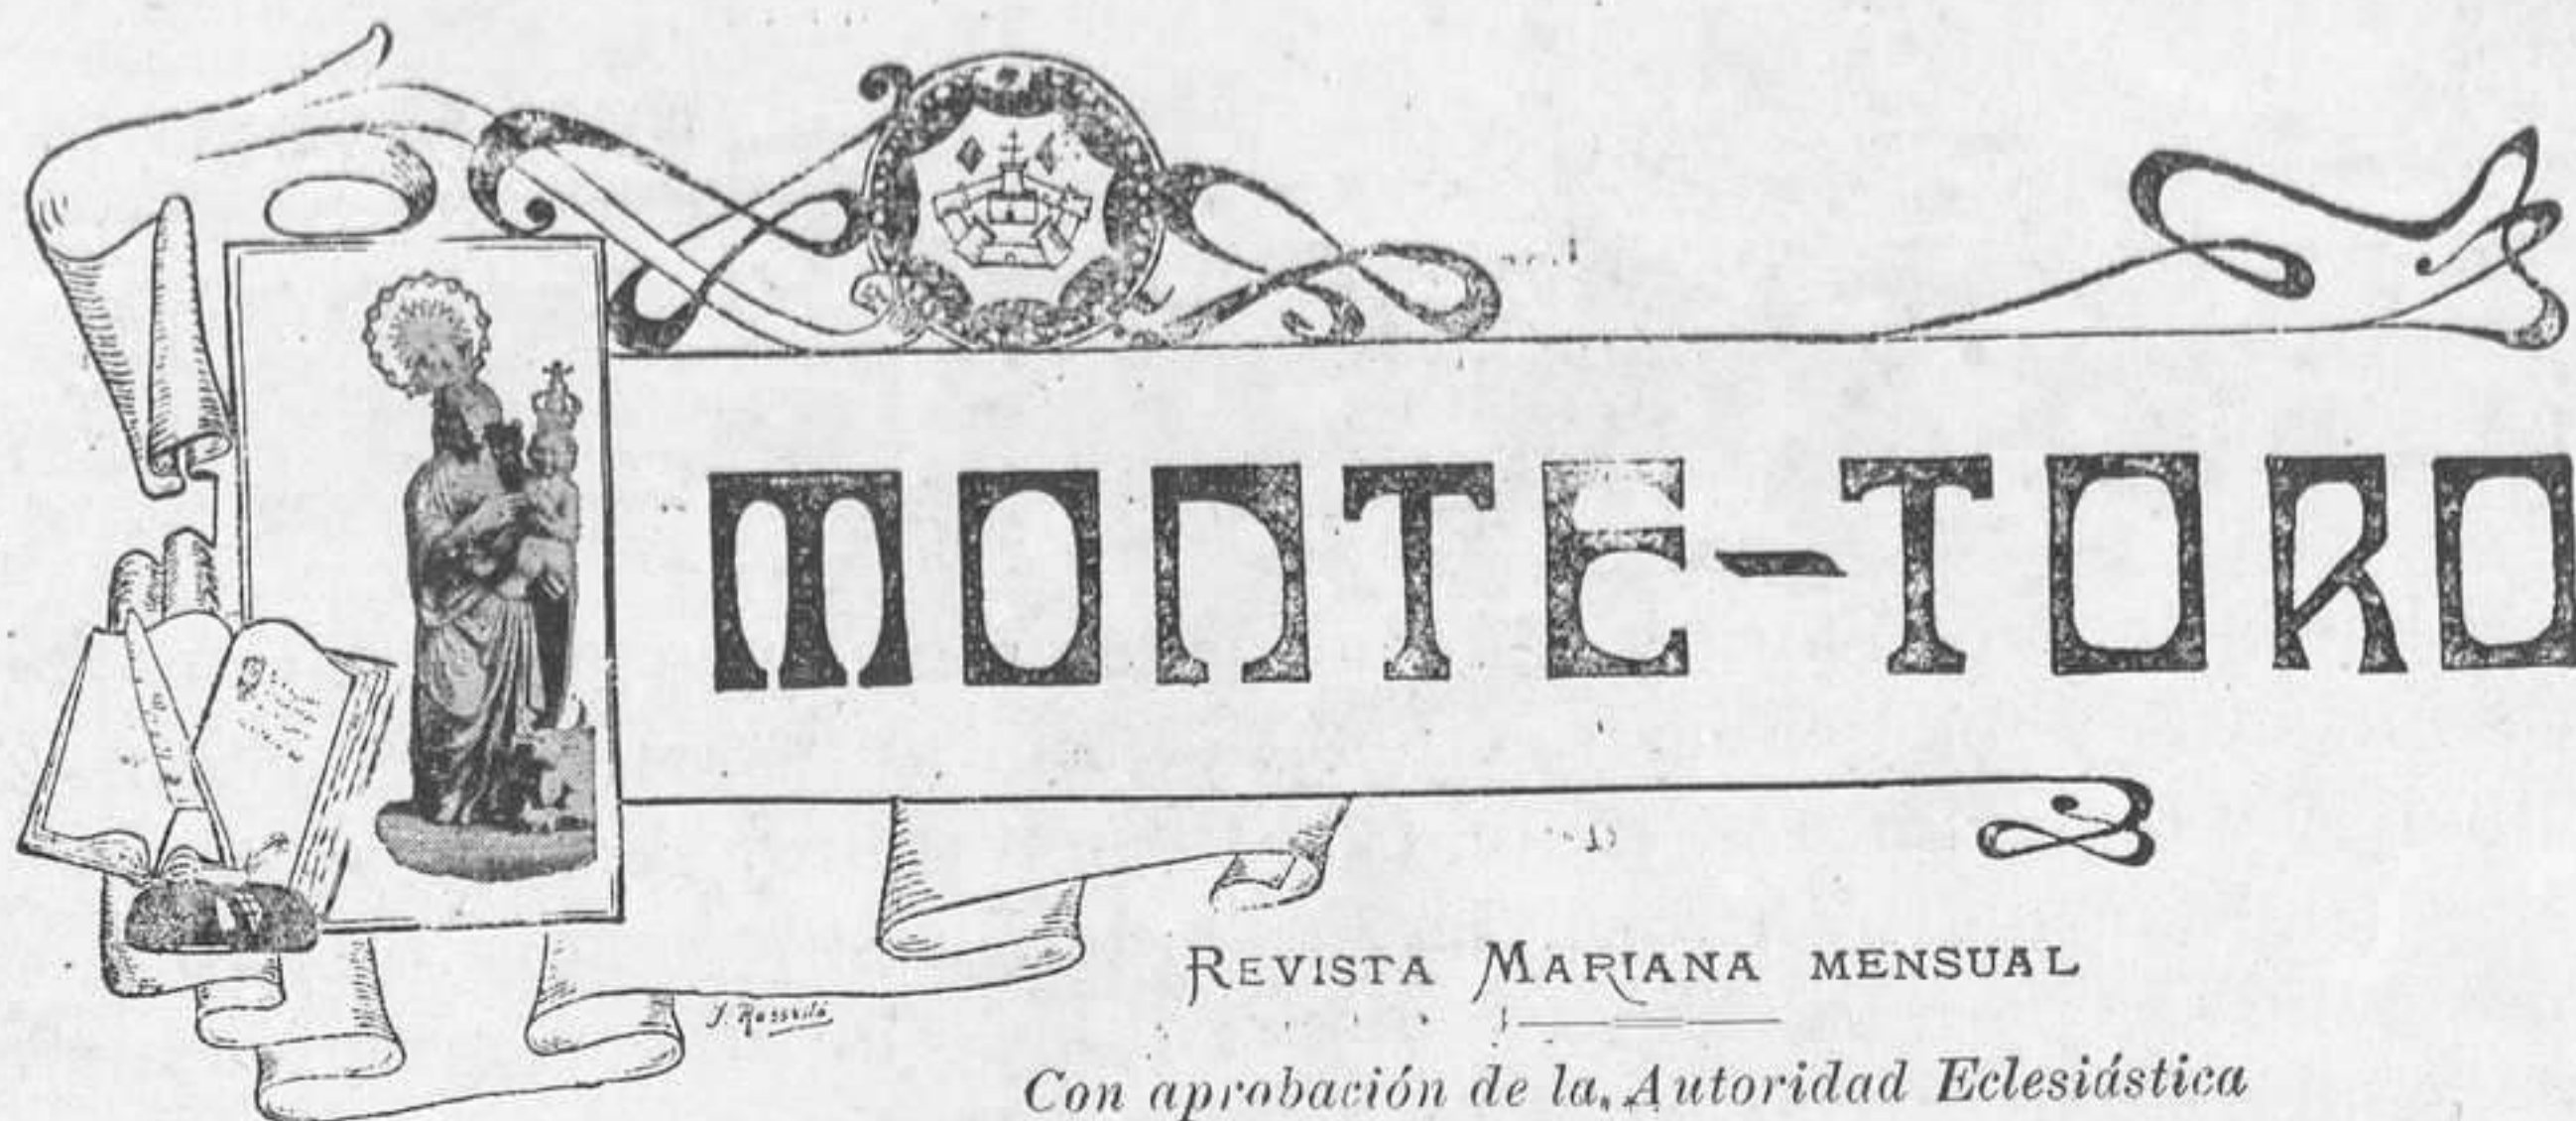 MONTE-TORO
REVISTA MARIANA MENSUAL
Con aprobación de la Autoridad Eclesiástica